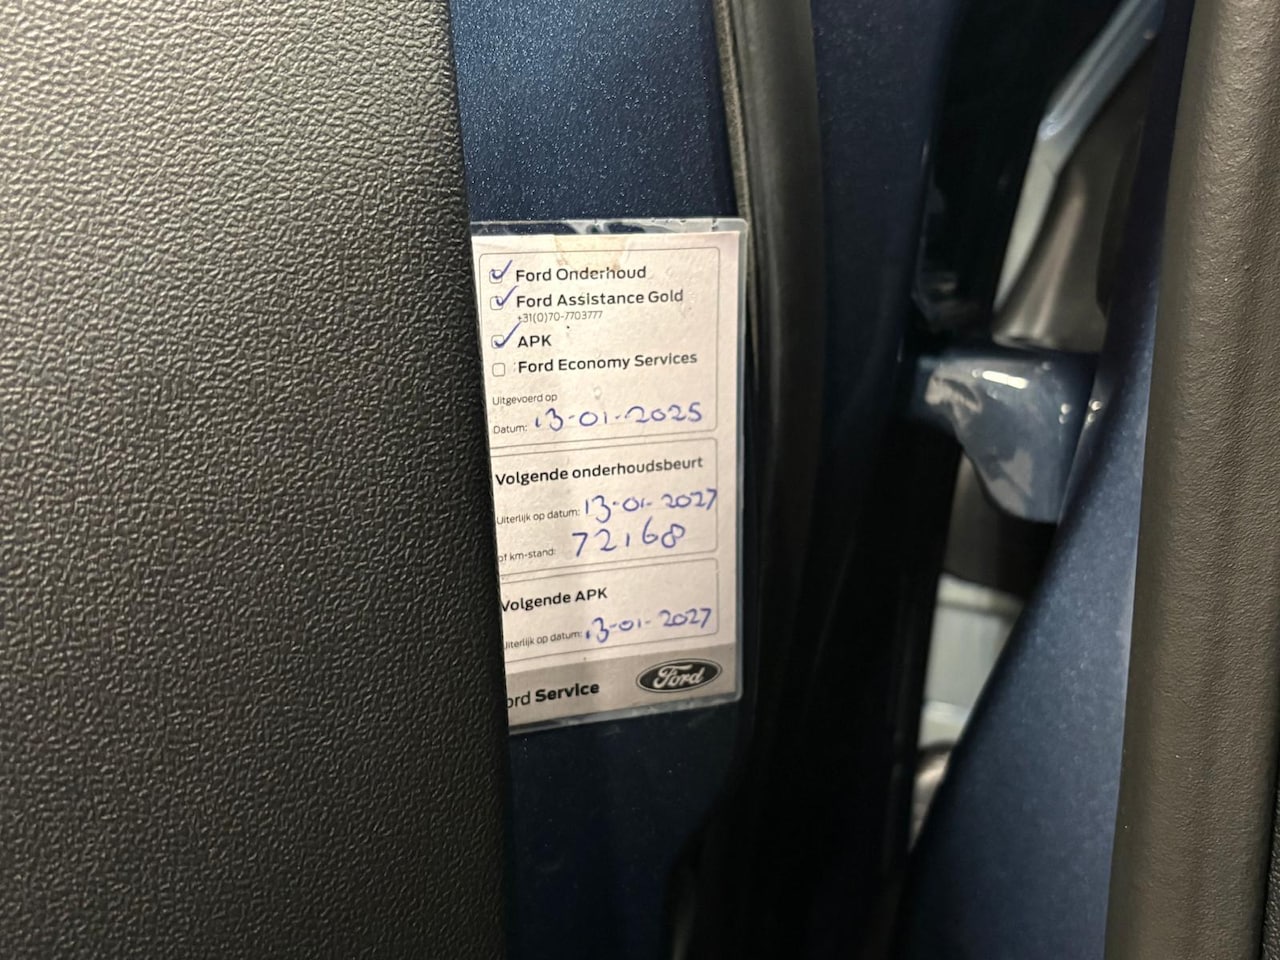 Ford Onderhoud
Ford Assistance Gold
+31(0)70-7703777
APK
Ford Economy Services
Uitgevoerd op
Datum: 13-01-2025
Volgende onderhoudsbeurt
Uiterlijk op datum: 13-01-2027
of km-stand: 72168
Volgende APK
Uiterlijk op datum: 13-01-2027
ord Service
Ford